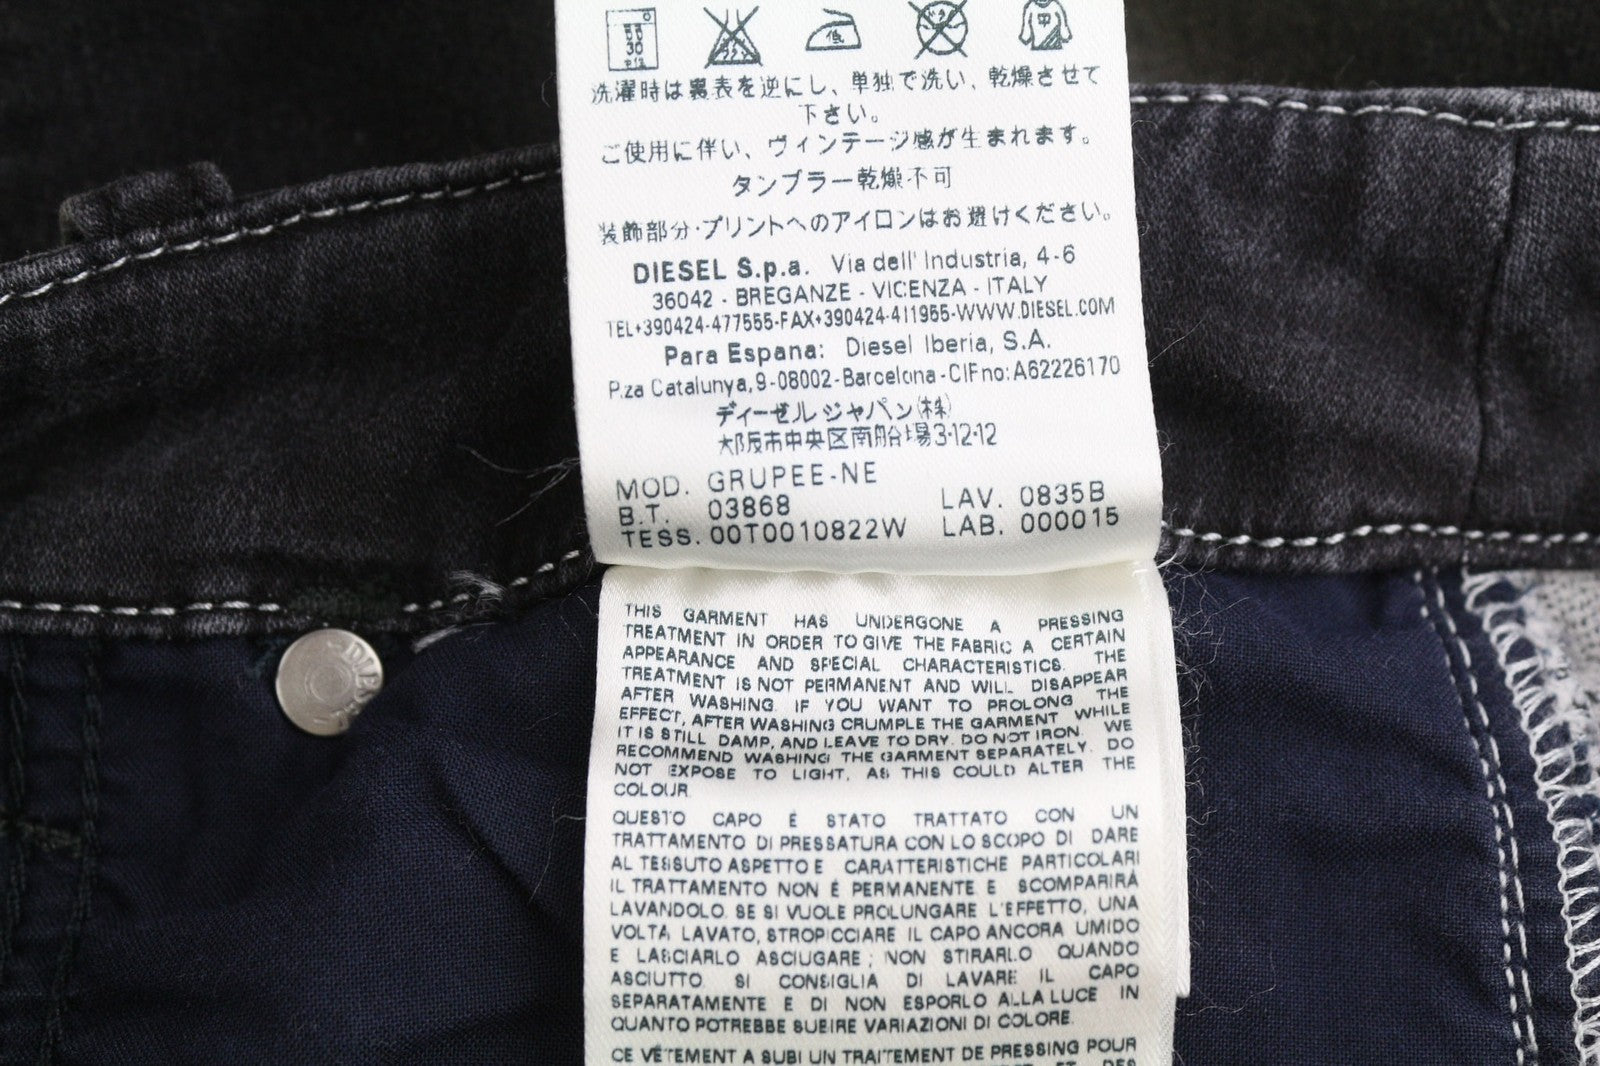 30
中性
低
中
洗濯時は裏表を逆にし、単独で洗い、乾燥させて
下さい。
ご使用に伴い、ヴィンテージ感が生まれます。
タンブラー乾燥不可
装飾部分・プリントへのアイロンはお避けください。
DIESEL S.p.a. Via dell' Industria, 4-6
36042 - BREGANZE - VICENZA - ITALY
TEL+390424-477555-FAX+390424-411955-WWW.DIESEL.COM
Para Espana: Diesel Iberia, S.A.
P.za Catalunya,9-08002-Barcelona-CIFno:A62226170
ディーゼル ジャパン(株)
大阪市中央区南船場3-12-12
MOD. GRUPEE-NE
B.T. 03868 LAV. 0835B
TESS. 00T0010822W LAB. 000015
THIS GARMENT HAS UNDERGONE A PRESSING
TREATMENT IN ORDER TO GIVE THE FABRIC A CERTAIN
APPEARANCE AND SPECIAL CHARACTERISTICS. THE
TREATMENT IS NOT PERMANENT AND WILL DISAPPEAR
AFTER WASHING. IF YOU WANT TO PROLONG THE
EFFECT, AFTER WASHING CRUMPLE THE GARMENT WHILE
IT IS STILL DAMP, AND LEAVE TO DRY. DO NOT IRON. WE
RECOMMEND WASHING THE GARMENT SEPARATELY. DO
NOT EXPOSE TO LIGHT, AS THIS COULD ALTER THE
COLOUR.
QUESTO CAPO È STATO TRATTATO CON UN
TRATTAMENTO DI PRESSATURA CON LO SCOPO DI DARE
AL TESSUTO ASPETTO E CARATTERISTICHE PARTICOLARI
IL TRATTAMENTO NON È PERMANENTE E SCOMPARIRÀ
LAVANDOLO. SE SI VUOLE PROLUNGARE L'EFFETTO, UNA
VOLTA LAVATO, STROPICCIARE IL CAPO ANCORA UMIDO
E LASCIARLO ASCIUGARE ; NON STIRARLO QUANDO
ASCIUTTO. SI CONSIGLIA DI LAVARE IL CAPO
SEPARATAMENTE E DI NON ESPORLO ALLA LUCE IN
QUANTO POTREBBE SUBIRE VARIAZIONI DI COLORE.
CE VÊTEMENT A SUBI UN TRAITEMENT DE PRESSING POUR
DIESEL